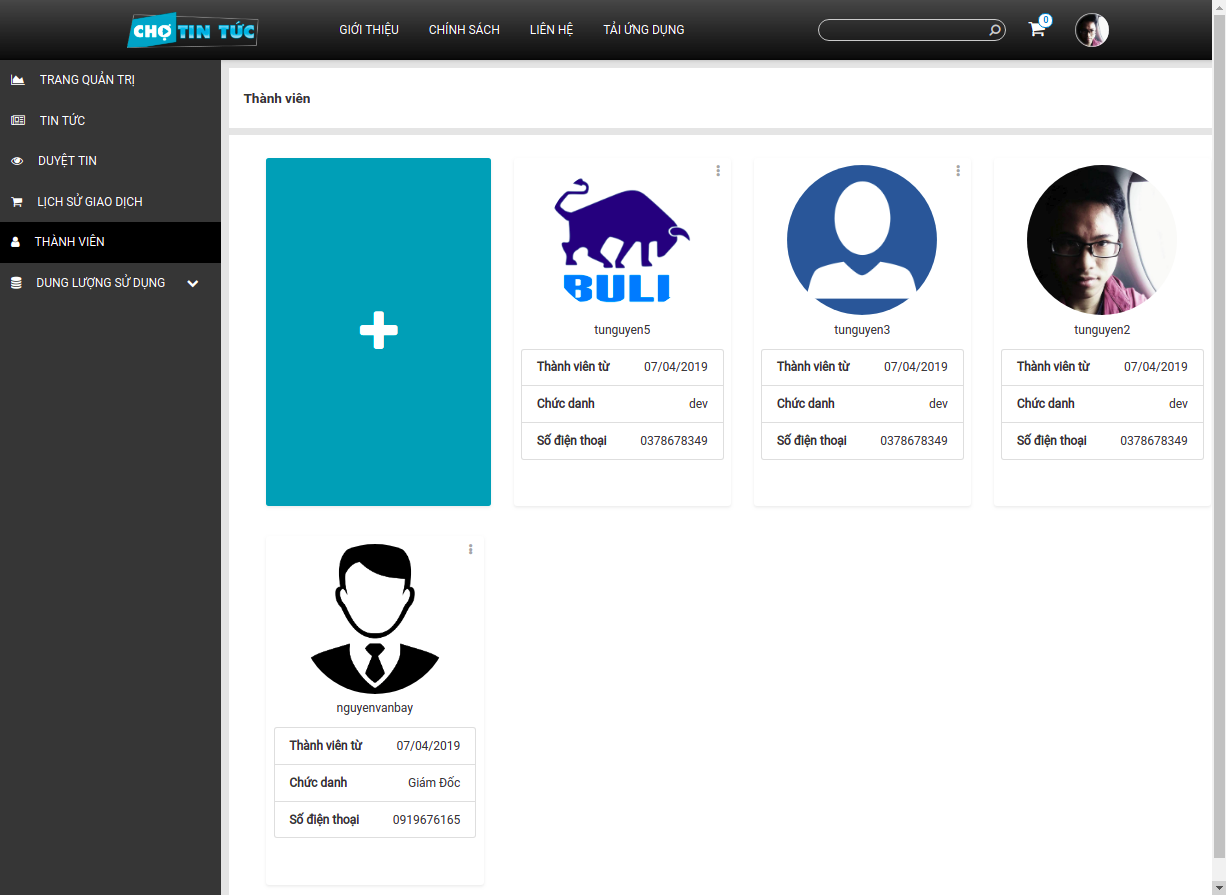 CHỢ TIN TỨC
GIỚI THIỆU
CHÍNH SÁCH
LIÊN HỆ
TẢI ỨNG DỤNG
0
TRANG QUẢN TRỊ
TIN TỨC
DUYỆT TIN
LỊCH SỬ GIAO DỊCH
THÀNH VIÊN
DUNG LƯỢNG SỬ DỤNG
Thành viên
BULI
tunguyen5
Thành viên từ 07/04/2019
Chức danh dev
Số điện thoại 0378678349
tunguyen3
Thành viên từ 07/04/2019
Chức danh dev
Số điện thoại 0378678349
tunguyen2
Thành viên từ 07/04/2019
Chức danh dev
Số điện thoại 0378678349
nguyenvanbay
Thành viên từ 07/04/2019
Chức danh Giám Đốc
Số điện thoại 0919676165